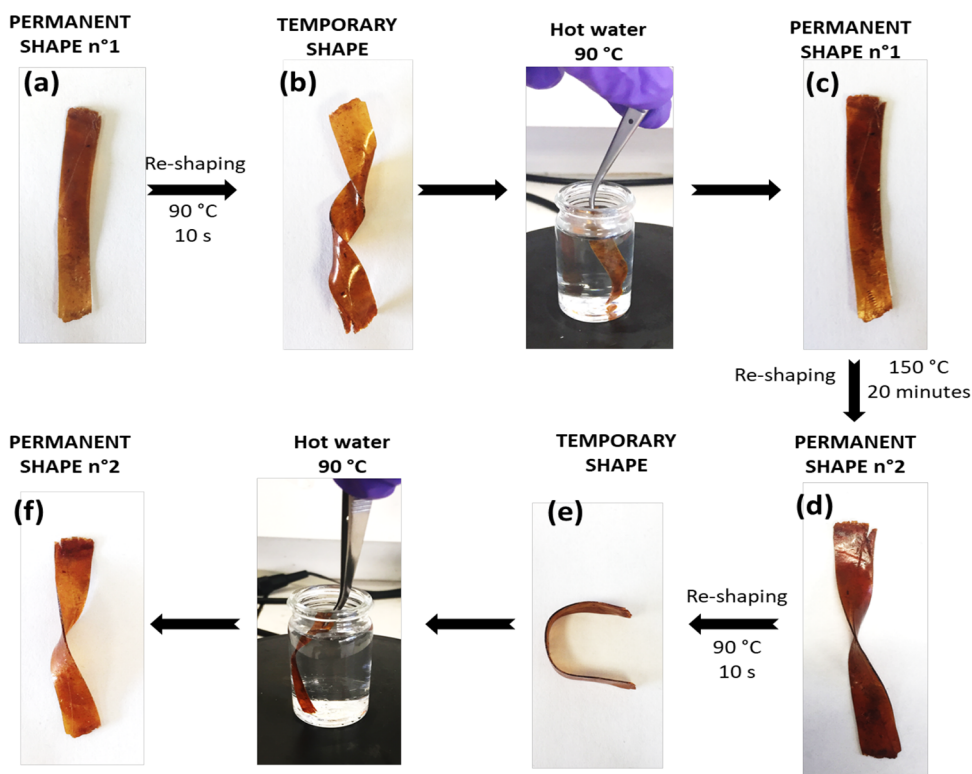 PERMANENT
SHAPE n°1
(a)
Re-shaping
90 °C
10 s
TEMPORARY
SHAPE
(b)
Hot water
90 °C
PERMANENT
SHAPE n°1
(c)
Re-shaping
150 °C
20 minutes
PERMANENT
SHAPE n°2
(d)
Re-shaping
90 °C
10 s
TEMPORARY
SHAPE
(e)
Hot water
90 °C
PERMANENT
SHAPE n°2
(f)